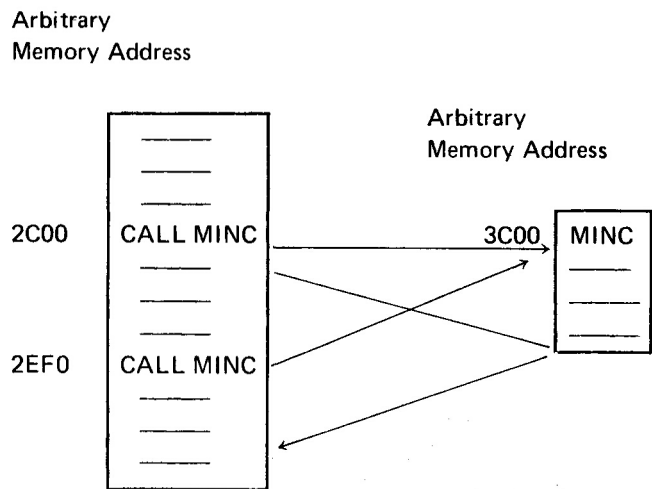 Arbitrary
Memory Address
Arbitrary
Memory Address
2C00 CALL MINC 3C00 MINC
2EF0 CALL MINC